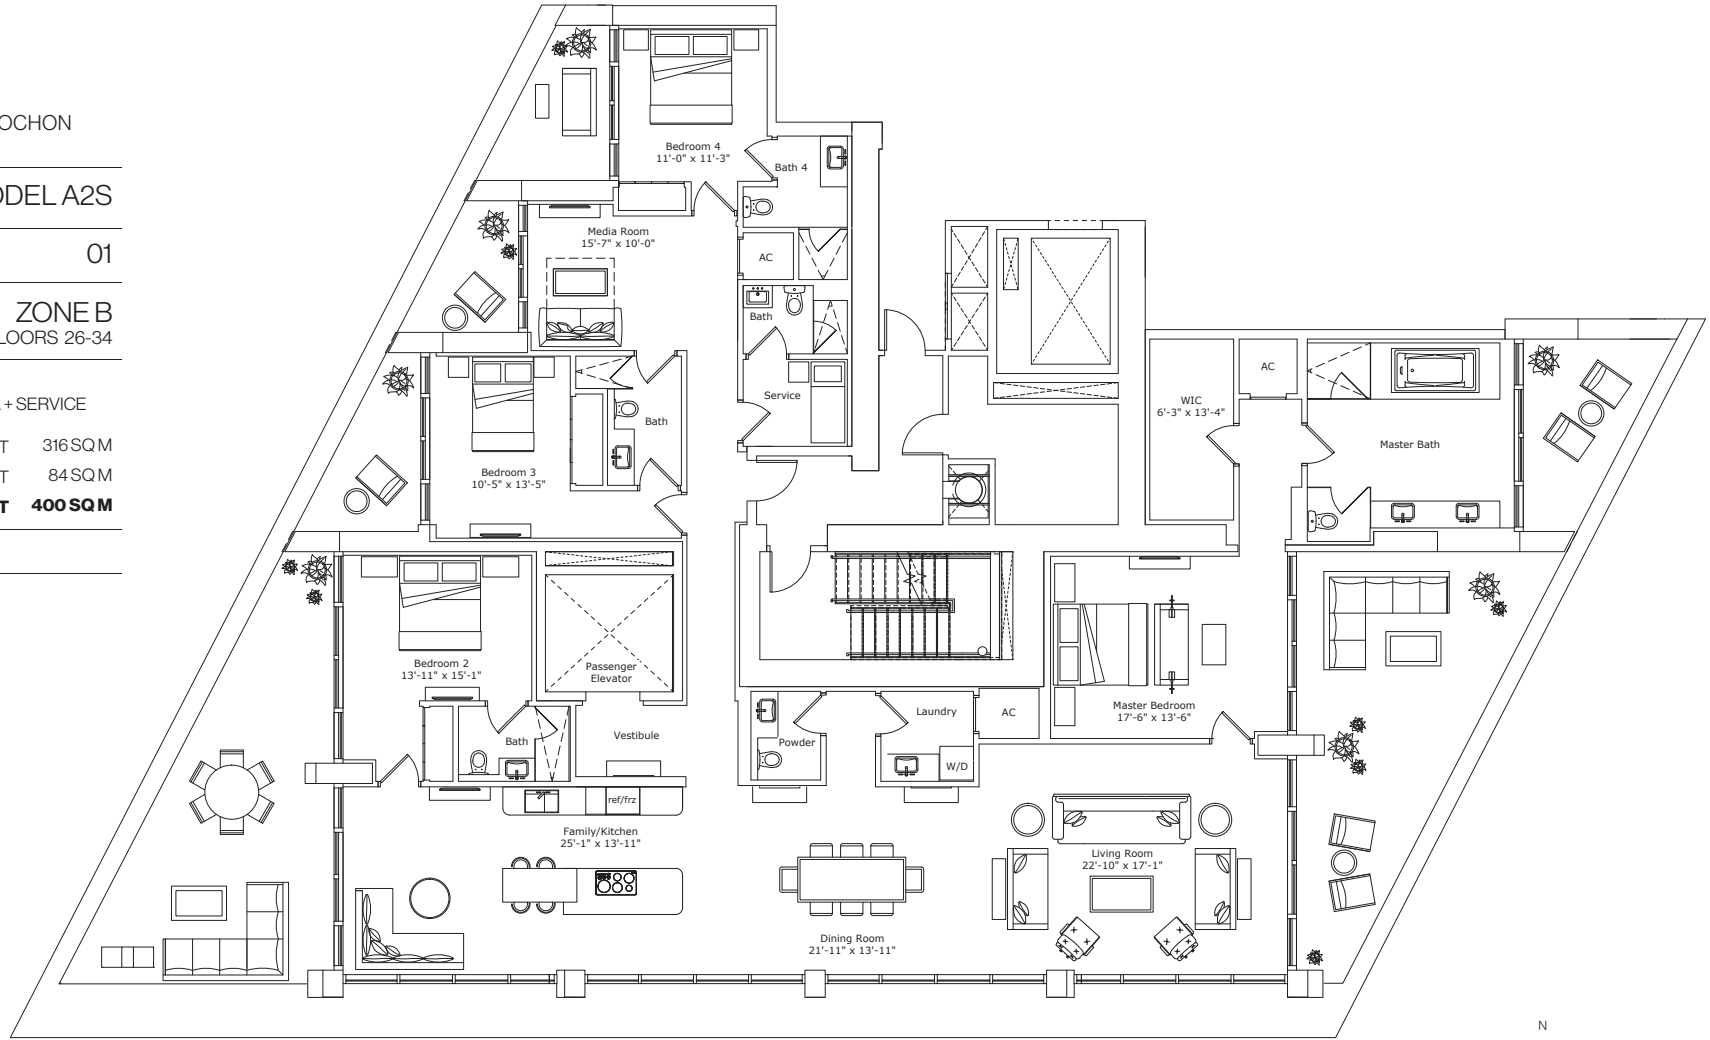 OCHON
ODEL A2S
01
ZONE B
LOORS 26-34
+ SERVICE
T 316 SQ M
T 84 SQ M
T 400 SQ M
Bedroom 4
11'-0" x 11'-3"
Bath 4
Media Room
15'-7" x 10'-0"
AC
Bath
Service
Bath
Bedroom 3
10'-5" x 13'-5"
WIC
6'-3" x 13'-4"
AC
Master Bath
Bedroom 2
13'-11" x 15'-1"
Passenger
Elevator
Bath
Vestibule
Powder
Laundry
AC
W/D
Master Bedroom
17'-6" x 13'-6"
ref/frz
Family/Kitchen
25'-1" x 13'-11"
Living Room
22'-10" x 17'-1"
Dining Room
21'-11" x 13'-11"
N